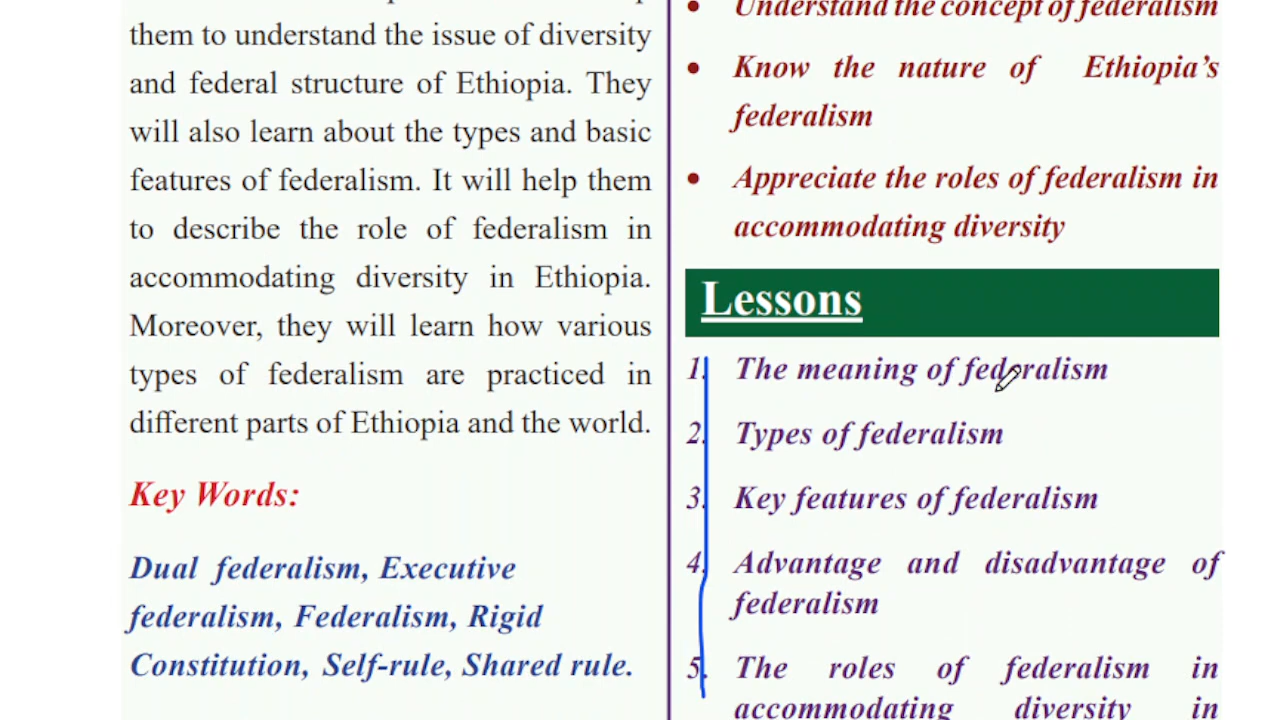 them to understand the issue of diversity
and federal structure of Ethiopia. They
will also learn about the types and basic
features of federalism. It will help them
to describe the role of federalism in
accommodating diversity in Ethiopia.
Moreover, they will learn how various
types of federalism are practiced in
different parts of Ethiopia and the world.
Key Words:
Dual federalism, Executive
federalism, Federalism, Rigid
Constitution, Self-rule, Shared rule.
• Understand the concept of federalism
• Know the nature of Ethiopia's
federalism
• Appreciate the roles of federalism in
accommodating diversity
Lessons
1. The meaning of federalism
2. Types of federalism
3. Key features of federalism
4. Advantage and disadvantage of
federalism
5. The roles of federalism in
accommodating diversity in